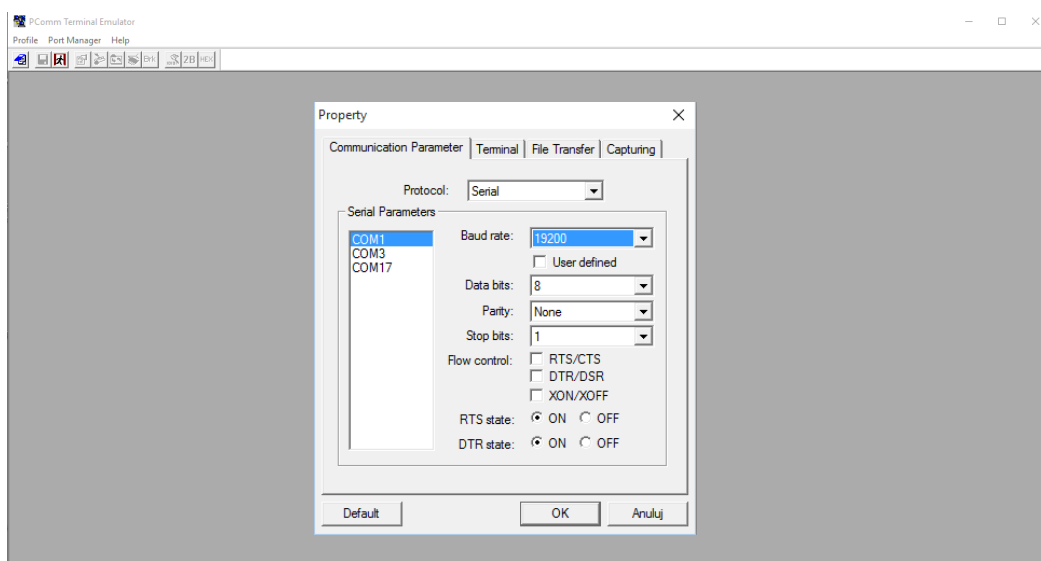 PComm Terminal Emulator
Profile Port Manager Help
Brk 2B HEX
Property
Communication Parameter Terminal File Transfer Capturing
Protocol: Serial
Serial Parameters
COM1
COM3
COM17
Baud rate: 19200
User defined
Data bits: 8
Parity: None
Stop bits: 1
Flow control: RTS/CTS
DTR/DSR
XON/XOFF
RTS state: ON OFF
DTR state: ON OFF
Default OK Anuluj